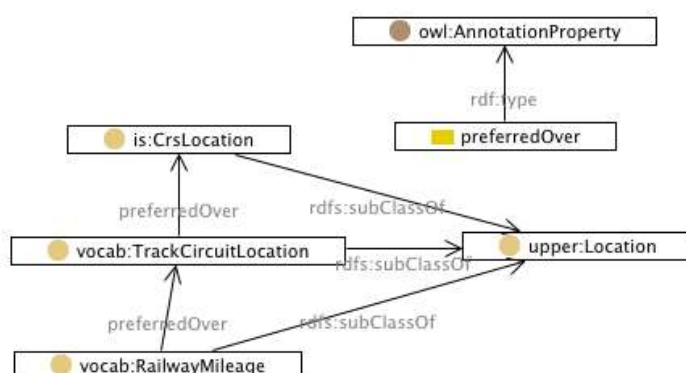 owl:AnnotationProperty
rdf:type
preferredOver
is:CrsLocation
preferredOver
rdfs:subClassOf
vocab:TrackCircuitLocation
upper:Location
rdfs:subClassOf
preferredOver
rdfs:subClassOf
vocab:RailwayMileage